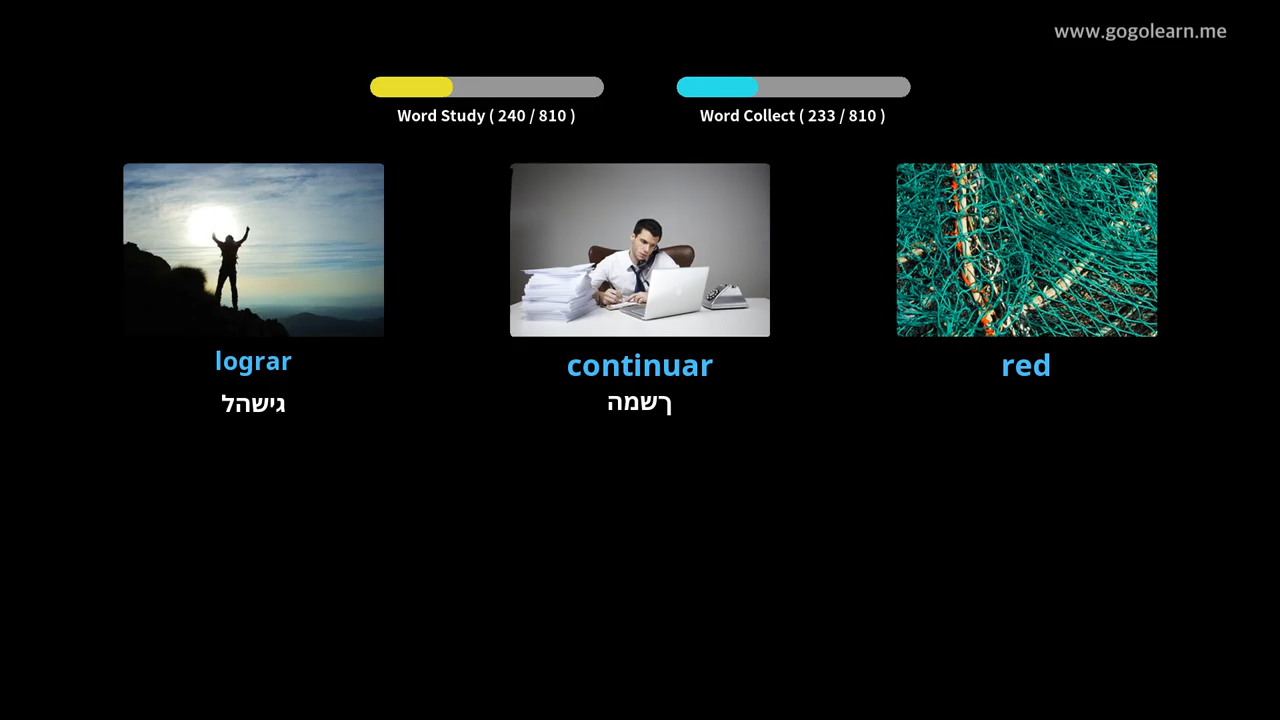 www.gogolearn.me
Word Study ( 240 / 810 )
Word Collect ( 233 / 810 )
lograr
גישהל
continuar
ךשמה
red